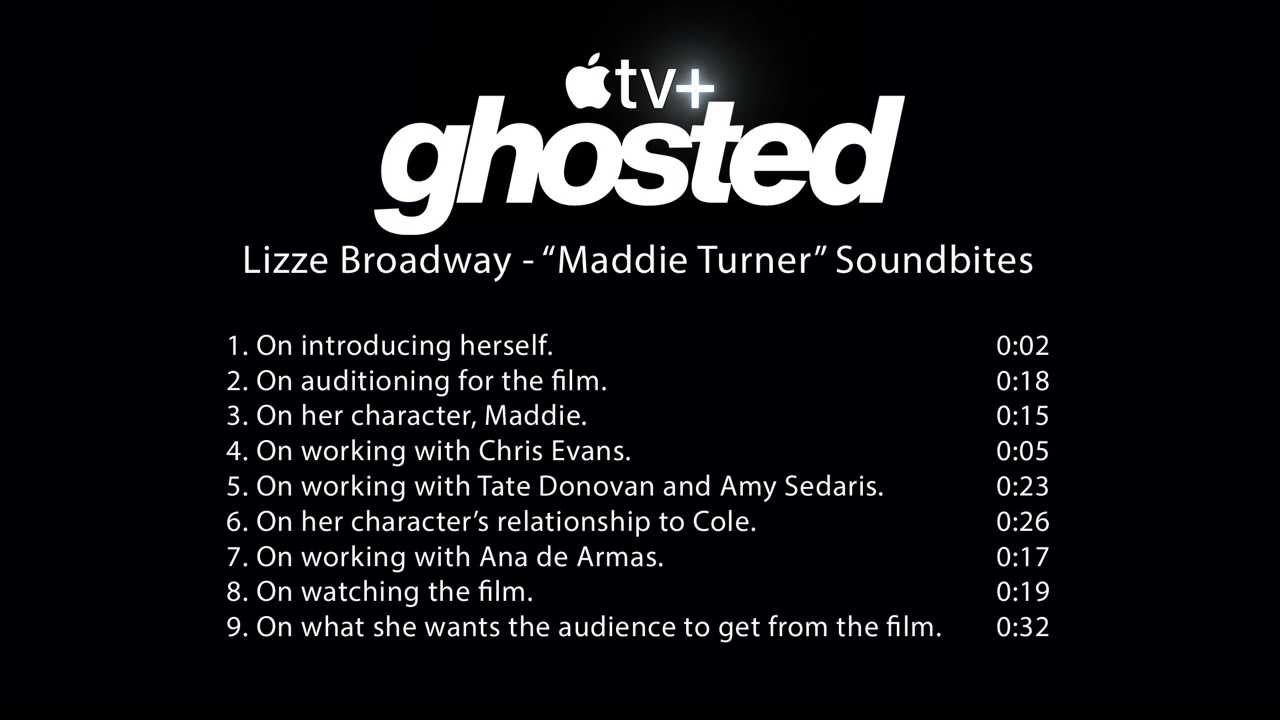 tv+
ghosted
Lizze Broadway - “Maddie Turner” Soundbites
1. On introducing herself. 0:02
2. On auditioning for the film. 0:18
3. On her character, Maddie. 0:15
4. On working with Chris Evans. 0:05
5. On working with Tate Donovan and Amy Sedaris. 0:23
6. On her character’s relationship to Cole. 0:26
7. On working with Ana de Armas. 0:17
8. On watching the film. 0:19
9. On what she wants the audience to get from the film. 0:32